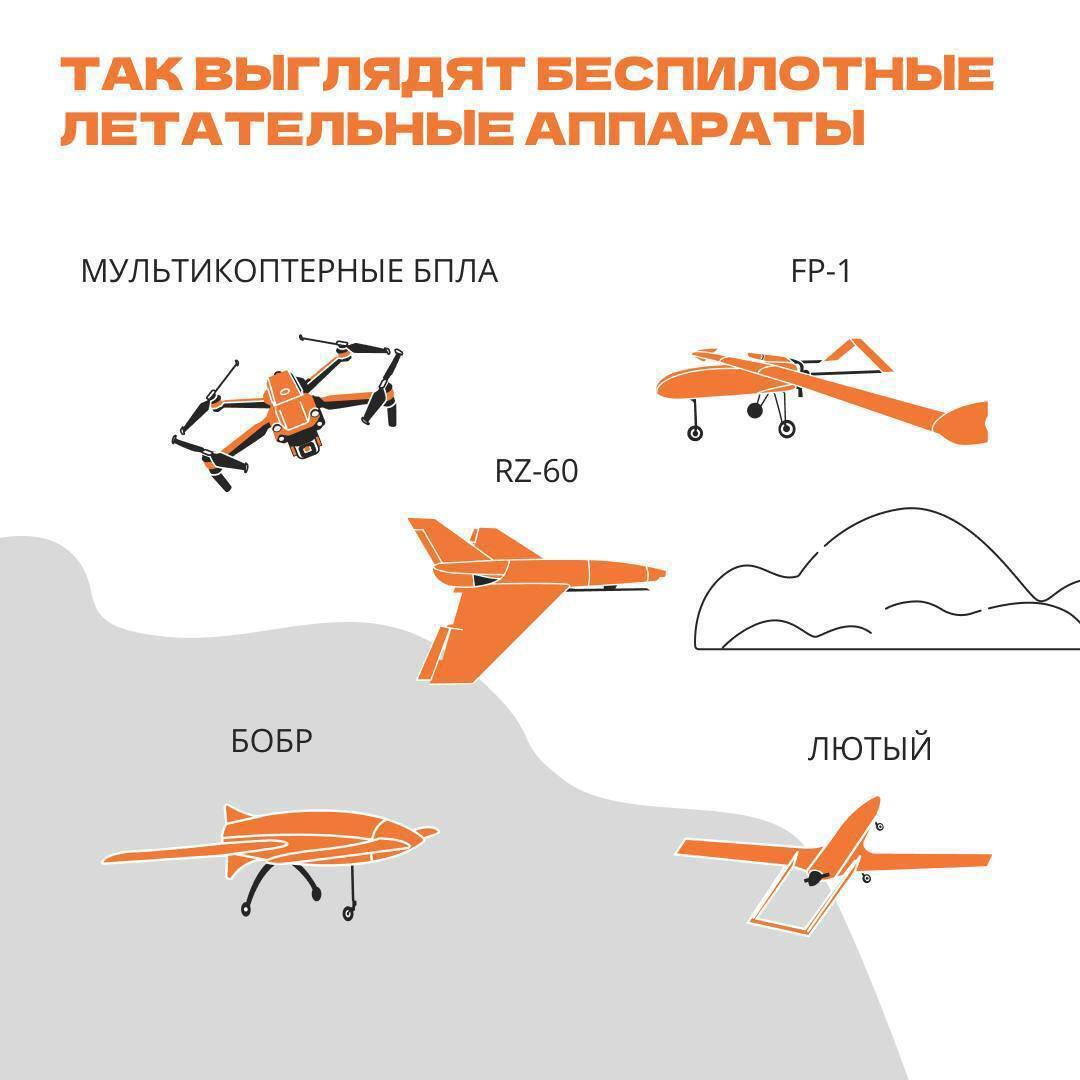 ТАК ВЫГЛЯДЯТ БЕСПИЛОТНЫЕ
ЛЕТАТЕЛЬНЫЕ АППАРАТЫ
МУЛЬТИКОПТЕРНЫЕ БПЛА
FP-1
RZ-60
БОБР
ЛЮТЫЙ